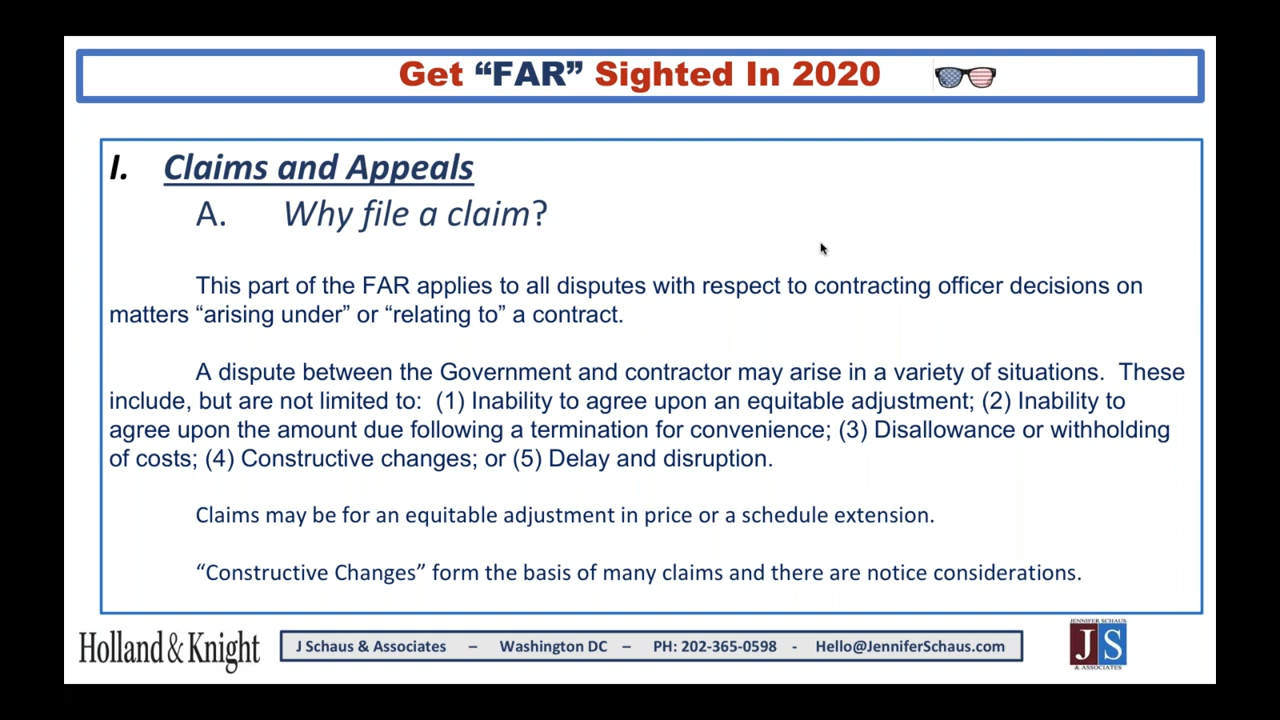 Get “FAR” Sighted In 2020
I. Claims and Appeals
A. Why file a claim?
This part of the FAR applies to all disputes with respect to contracting officer decisions on
matters “arising under” or “relating to” a contract.
A dispute between the Government and contractor may arise in a variety of situations. These
include, but are not limited to: (1) Inability to agree upon an equitable adjustment; (2) Inability to
agree upon the amount due following a termination for convenience; (3) Disallowance or withholding
of costs; (4) Constructive changes; or (5) Delay and disruption.
Claims may be for an equitable adjustment in price or a schedule extension.
“Constructive Changes” form the basis of many claims and there are notice considerations.
Holland & Knight
J Schaus & Associates – Washington DC – PH: 202-365-0598 - Hello@JenniferSchaus.com
JENNIFER SCHAUS
JS
& ASSOCIATES